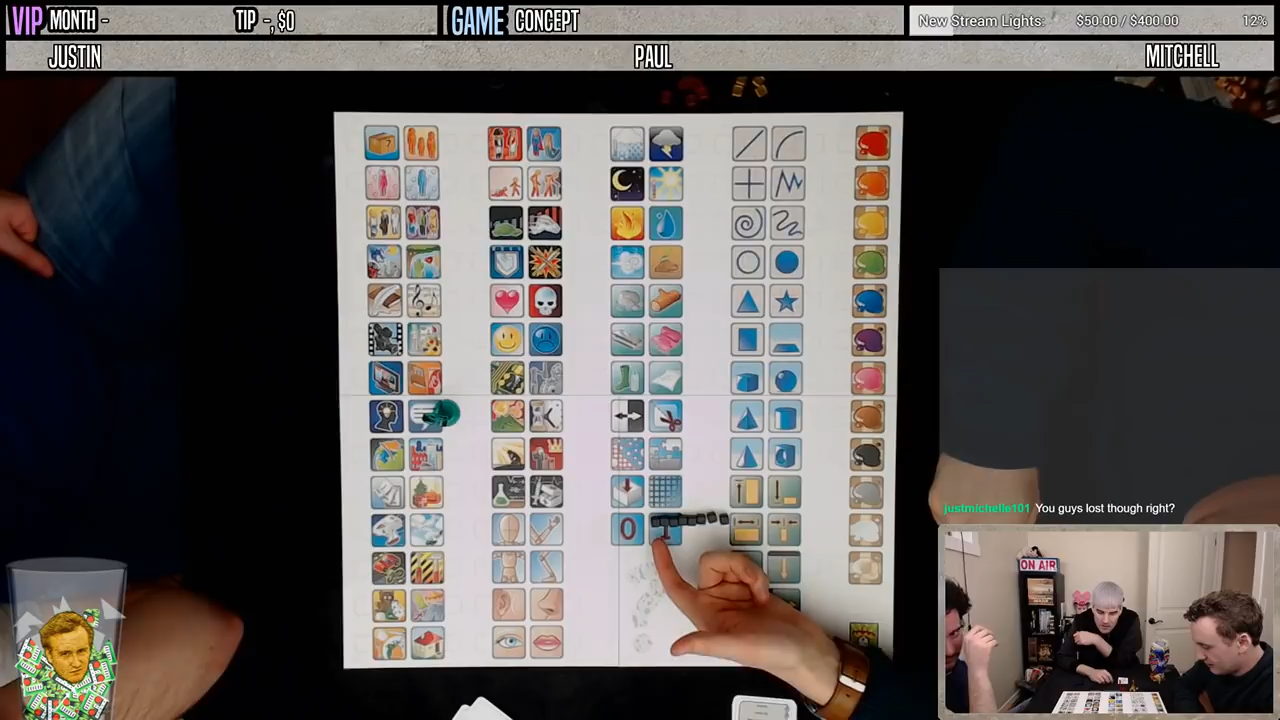 VIP MONTH -
TIP -, $0
GAME CONCEPT
New Stream Lights: $50.00 / $400.00 12%
JUSTIN
PAUL
MITCHELL
justmichelle101 You guys lost though right?
0
1
ON AIR